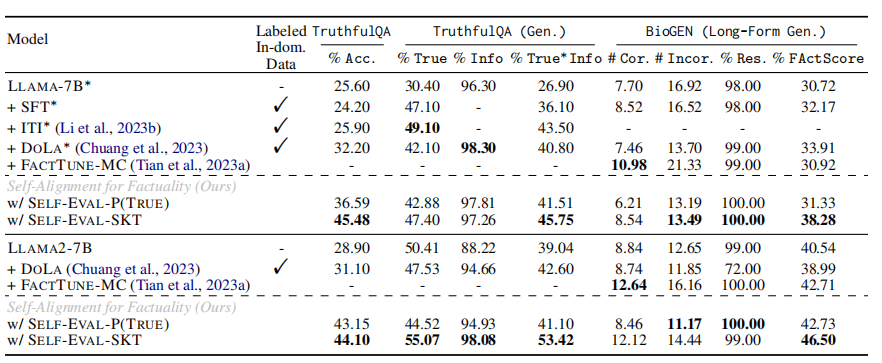 Model Labeled In-dom. Data TruthfulQA TruthfulQA (Gen.) BioGEN (Long-Form Gen.)
% Acc. % True % Info % True*Info # Cor. # Incor. % Res. % FActScore
LLAMA-7B* - 25.60 30.40 96.30 26.90 7.70 16.92 98.00 30.72
+ SFT* ✓ 24.20 47.10 - 36.10 8.52 16.52 98.00 32.17
+ ITI* (Li et al., 2023b) ✓ 25.90 49.10 43.50 - - - -
+ DOLA* (Chuang et al., 2023) ✓ 32.20 42.10 98.30 40.80 7.46 13.70 99.00 33.91
+ FACTTUNE-MC (Tian et al., 2023a) - - - - 10.98 21.33 99.00 30.92
Self-Alignment for Factuality (Ours)
w/ SELF-EVAL-P(TRUE) 36.59 42.88 97.81 41.51 6.21 13.19 100.00 31.33
w/ SELF-EVAL-SKT 45.48 47.40 97.26 45.75 8.54 13.49 100.00 38.28
LLAMA2-7B - 28.90 50.41 88.22 39.04 8.84 12.65 99.00 40.54
+ DOLA (Chuang et al., 2023) ✓ 31.10 47.53 94.66 42.60 8.74 11.85 72.00 38.99
+ FACTTUNE-MC (Tian et al., 2023a) - - - - 12.64 16.16 100.00 42.71
Self-Alignment for Factuality (Ours)
w/ SELF-EVAL-P(TRUE) 43.15 44.52 94.93 41.10 8.46 11.17 100.00 42.73
w/ SELF-EVAL-SKT 44.10 55.07 98.08 53.42 12.12 14.44 99.00 46.50